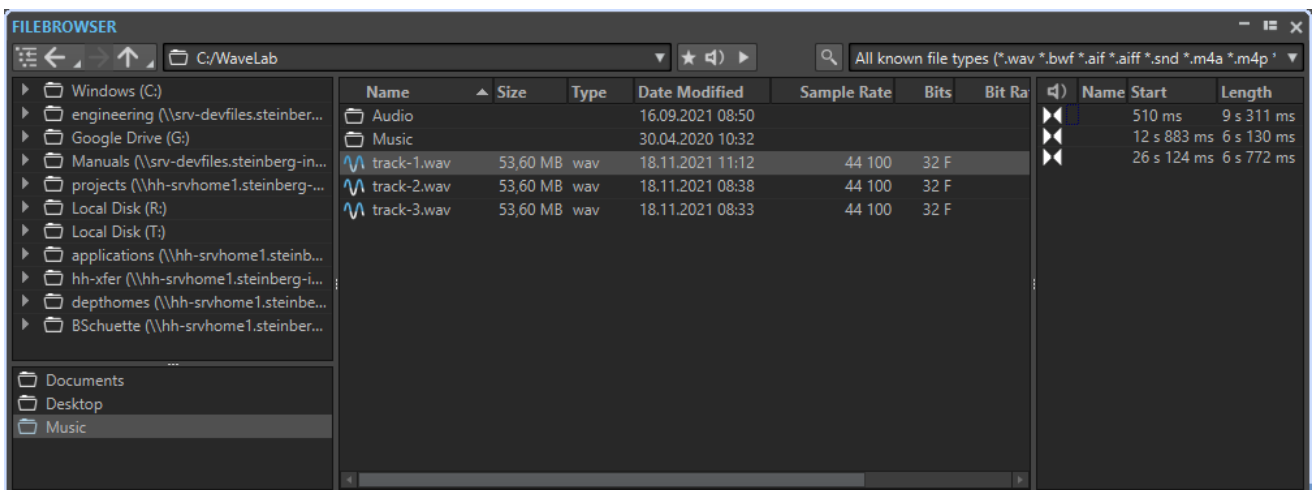 FILEBROWSER
C:/WaveLab
All known file types (*.wav *.bwf *.aif *.aiff *.snd *.m4a *.m4p
Windows (C:)
engineering (\\srv-devfiles.steinber...
Google Drive (G:)
Manuals (\\srv-devfiles.steinberg-in...
projects (\\hh-srvhome1.steinberg-...
Local Disk (R:)
Local Disk (T:)
applications (\\hh-srvhome1.steinb...
hh-xfer (\\hh-srvhome1.steinberg-i...
depthomes (\\hh-srvhome1.steinbe...
BSchuette (\\hh-srvhome1.steinber...
Documents
Desktop
Music
Name Size Type Date Modified Sample Rate Bits Bit Ra
Audio 16.09.2021 08:50
Music 30.04.2020 10:32
track-1.wav 53,60 MB wav 18.11.2021 11:12 44 100 32 F
track-2.wav 53,60 MB wav 18.11.2021 08:38 44 100 32 F
track-3.wav 53,60 MB wav 18.11.2021 08:33 44 100 32 F
Name Start Length
510 ms 9 s 311 ms
12 s 883 ms 6 s 130 ms
26 s 124 ms 6 s 772 ms